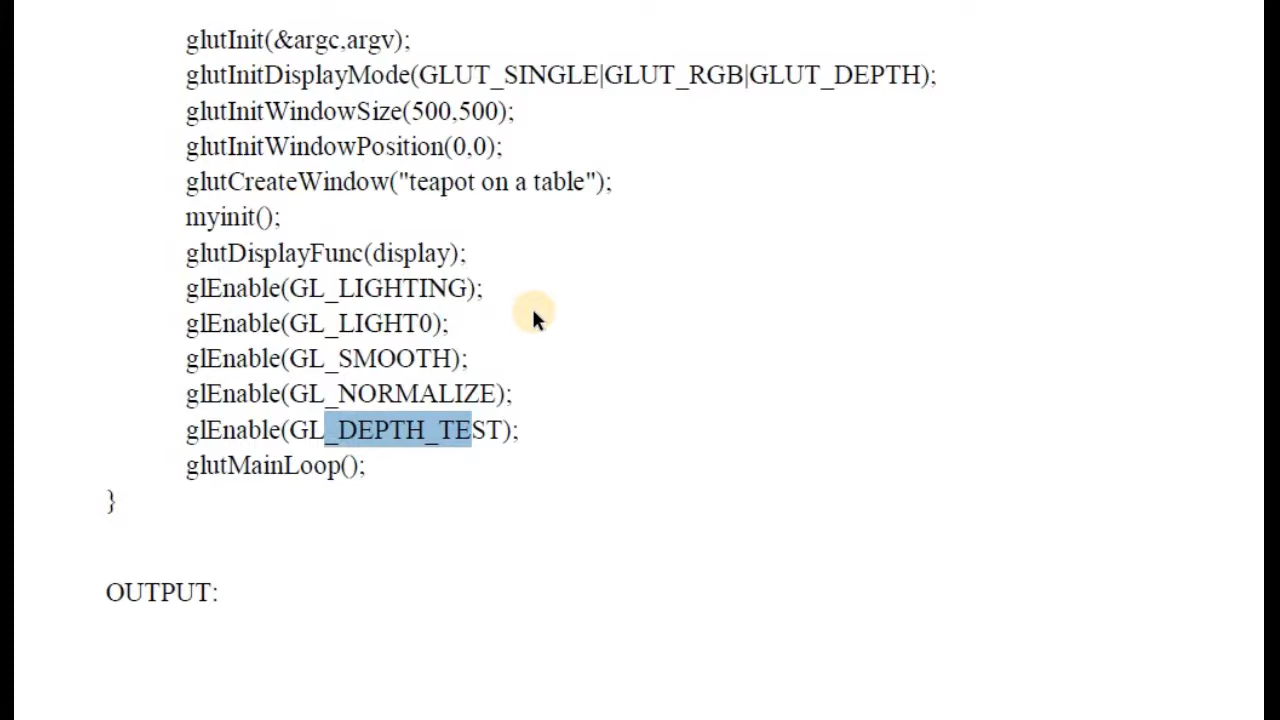 glutInit(&argc,argv);
glutInitDisplayMode(GLUT_SINGLE|GLUT_RGB|GLUT_DEPTH);
glutInitWindowSize(500,500);
glutInitWindowPosition(0,0);
glutCreateWindow("teapot on a table");
myinit();
glutDisplayFunc(display);
glEnable(GL_LIGHTING);
glEnable(GL_LIGHT0);
glEnable(GL_SMOOTH);
glEnable(GL_NORMALIZE);
glEnable(GL_DEPTH_TEST);
glutMainLoop();
}
OUTPUT: